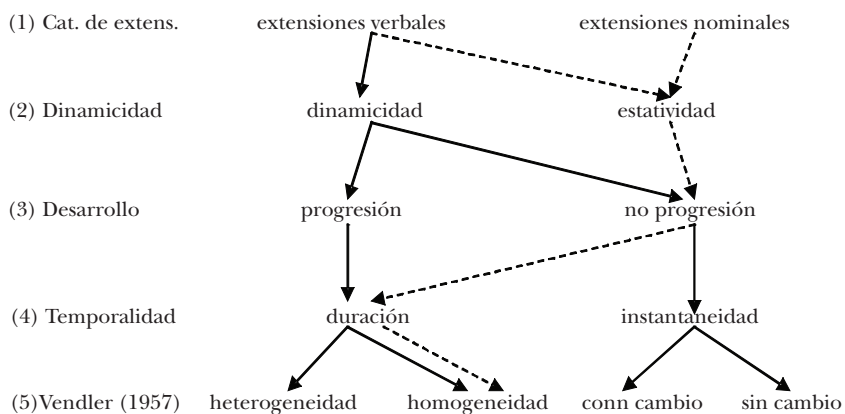 (1) Cat. de extens. extensiones verbales extensiones nominales
(2) Dinamicidad dinamicidad estatividad
(3) Desarrollo progresión no progresión
(4) Temporalidad duración instantaneidad
(5)Vendler (1957) heterogeneidad homogeneidad conn cambio sin cambio